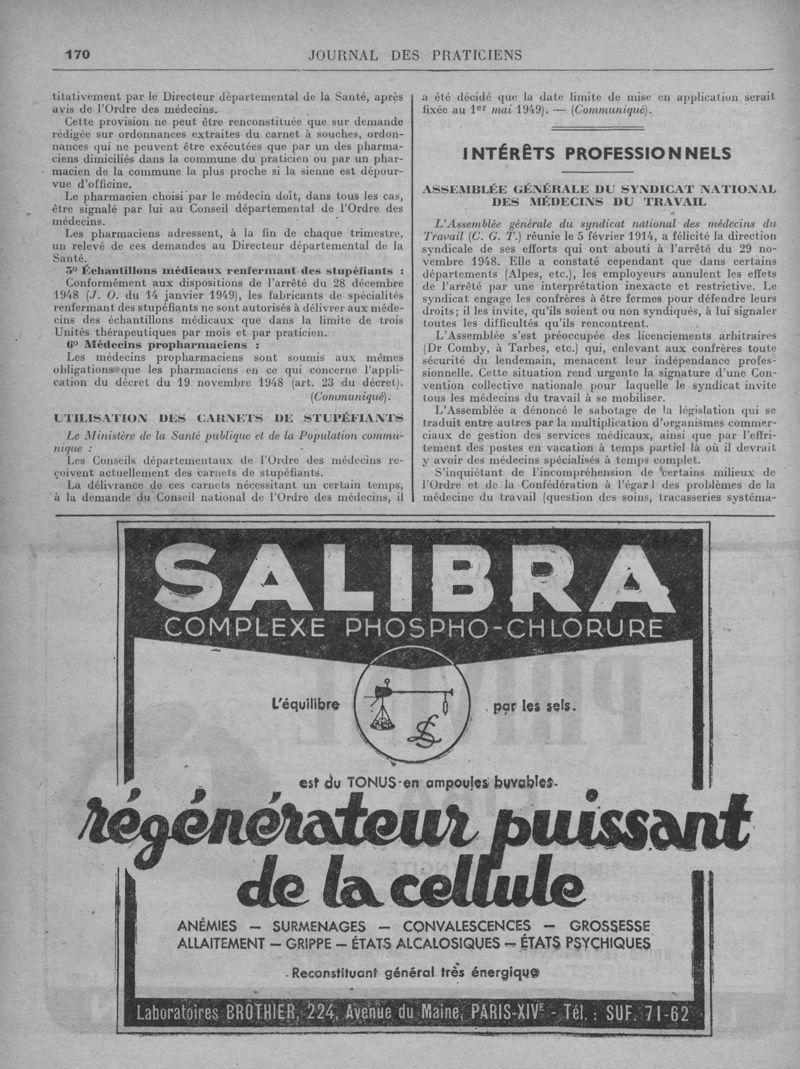 170
JOURNAL DES PRATICIENS
titativement par le Directeur départemental de la Santé, après
avis de l'Ordre des médecins.
Cette provision ne peut être renconstituée que sur demande
rédigée sur ordonnances extraites du carnet à souches, ordon-
nances qui ne peuvent être exécutées que par un des pharma-
ciens dimiciliés dans la commune du praticien ou par un phar-
macien de la commune la plus proche si la sienne est dépour-
vue d'officine.
Le pharmacien choisi par le médecin doit, dans tous les cas,
être signalé par lui au Conseil départemental de l'Ordre des
médecins.
Les pharmaciens adressent, à la fin de chaque trimestre,
un relevé de ces demandes au Directeur départemental de la
Santé.
5° Échantillons médicaux renfermant des stupéfiants :
Conformément aux dispositions de l'arrêté du 28 décembre
1948 (J. O. du 14 janvier 1949), les fabricants de spécialités
renfermant des stupéfiants ne sont autorisés à délivrer aux méde-
cins des échantillons médicaux que dans la limite de trois
Unités thérapeutiques par mois et par praticien.
6° Médecins propharmaciens :
Les médecins propharmaciens sont soumis aux mêmes
obligations que les pharmaciens en ce qui concerne l'appli-
cation du décret du 19 novembre 1948 (art. 23 du décret).
(Communiqué).
UTILISATION DES CARNETS DE STUPÉFIANTS
Le Ministère de la Santé publique et de la Population commu-
nique :
Les Conseils départementaux de l'Ordre des médecins re-
çoivent actuellement des carnets de stupéfiants.
La délivrance de ces carnets nécessitant un certain temps,
à la demande du Conseil national de l'Ordre des médecins, il
a été décidé que la date limite de mise en application serait
fixée au 1er mai 1949). — (Communiqué).
INTÉRÊTS PROFESSIONNELS
ASSEMBLÉE GÉNÉRALE DU SYNDICAT NATIONAL
DES MÉDECINS DU TRAVAIL
L'Assemblée générale du syndicat national des médecins du
Travail (C. G. T.) réunie le 5 février 1914, a félicité la direction
syndicale de ses efforts qui ont abouti à l'arrêté du 29 no-
vembre 1948. Elle a constaté cependant que dans certains
départements (Alpes, etc.), les employeurs annulent les effets
de l'arrêté par une interprétation inexacte et restrictive. Le
syndicat engage les confrères à être fermes pour défendre leurs
droits; il les invite, qu'ils soient ou non syndiqués, à lui signaler
toutes les difficultés qu'ils rencontrent.
L'Assemblée s'est préoccupée des licenciements arbitraires
(Dr Comby, à Tarbes, etc.) qui, enlevant aux confrères toute
sécurité du lendemain, menacent leur indépendance profes-
sionnelle. Cette situation rend urgente la signature d'une Con-
vention collective nationale pour laquelle le syndicat invite
tous les médecins du travail à se mobiliser.
L'Assemblée a dénoncé le sabotage de la législation qui se
traduit entre autres par la multiplication d'organismes commer-
ciaux de gestion des services médicaux, ainsi que par l'effri-
tement des postes en vacation à temps partiel là où il devrait
y avoir des médecins spécialisés à temps complet.
S'inquiétant de l'incompréhension de certains milieux de
l'Ordre et de la Confédération à l'égard des problèmes de la
médecine du travail (question des soins, tracasseries systéma-
SALIBRA
COMPLEXE PHOSPHO-CHLORURE
L'équilibre par les sels.
est du TONUS en ampoules buvables.
régénérateur puissant
de la cellule
ANÉMIES — SURMENAGES — CONVALESCENCES — GROSSESSE
ALLAITEMENT — GRIPPE — ÉTATS ALCALOSIQUES — ÉTATS PSYCHIQUES
Reconstituant général très énergique
Laboratoires BROTHIER, 224, Avenue du Maine, PARIS-XIVE - Tél. : SUF. 71-62